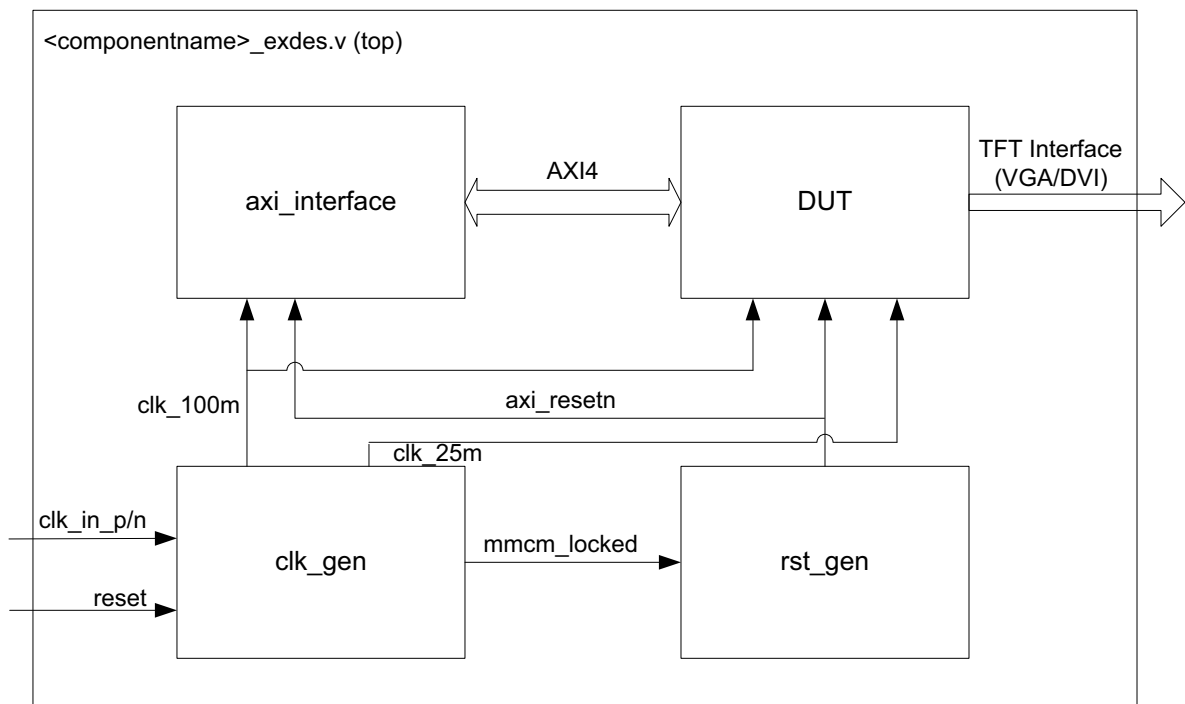 <componentname>_exdes.v (top)
axi_interface
AXI4
DUT
TFT Interface
(VGA/DVI)
clk_100m
axi_resetn
clk_25m
clk_in_p/n
reset
clk_gen
mmcm_locked
rst_gen